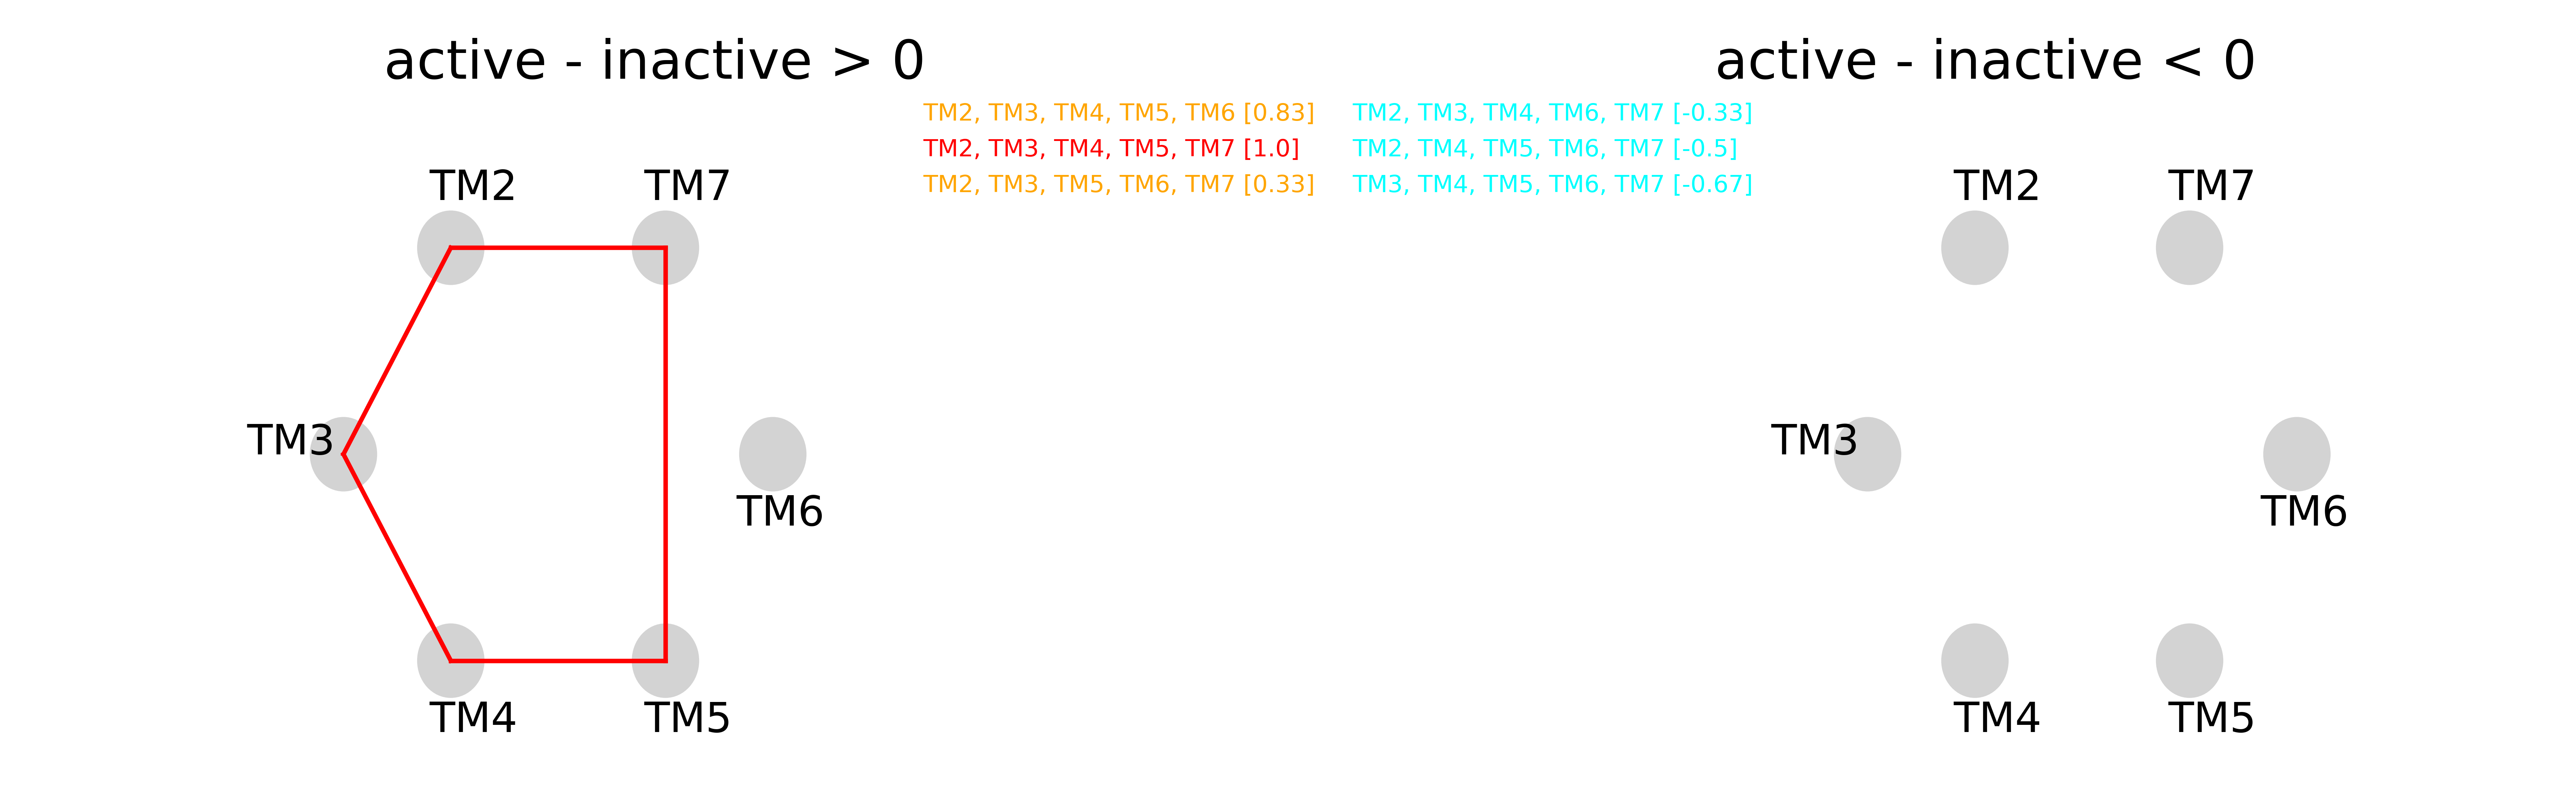 active - inactive > 0
active - inactive < 0
TM2, TM3, TM4, TM5, TM6 [0.83]
TM2, TM3, TM4, TM5, TM7 [1.0]
TM2, TM3, TM5, TM6, TM7 [0.33]
TM2, TM3, TM4, TM6, TM7 [-0.33]
TM2, TM4, TM5, TM6, TM7 [-0.5]
TM3, TM4, TM5, TM6, TM7 [-0.67]
TM2
TM7
TM3
TM6
TM4
TM5
TM2
TM7
TM3
TM6
TM4
TM5